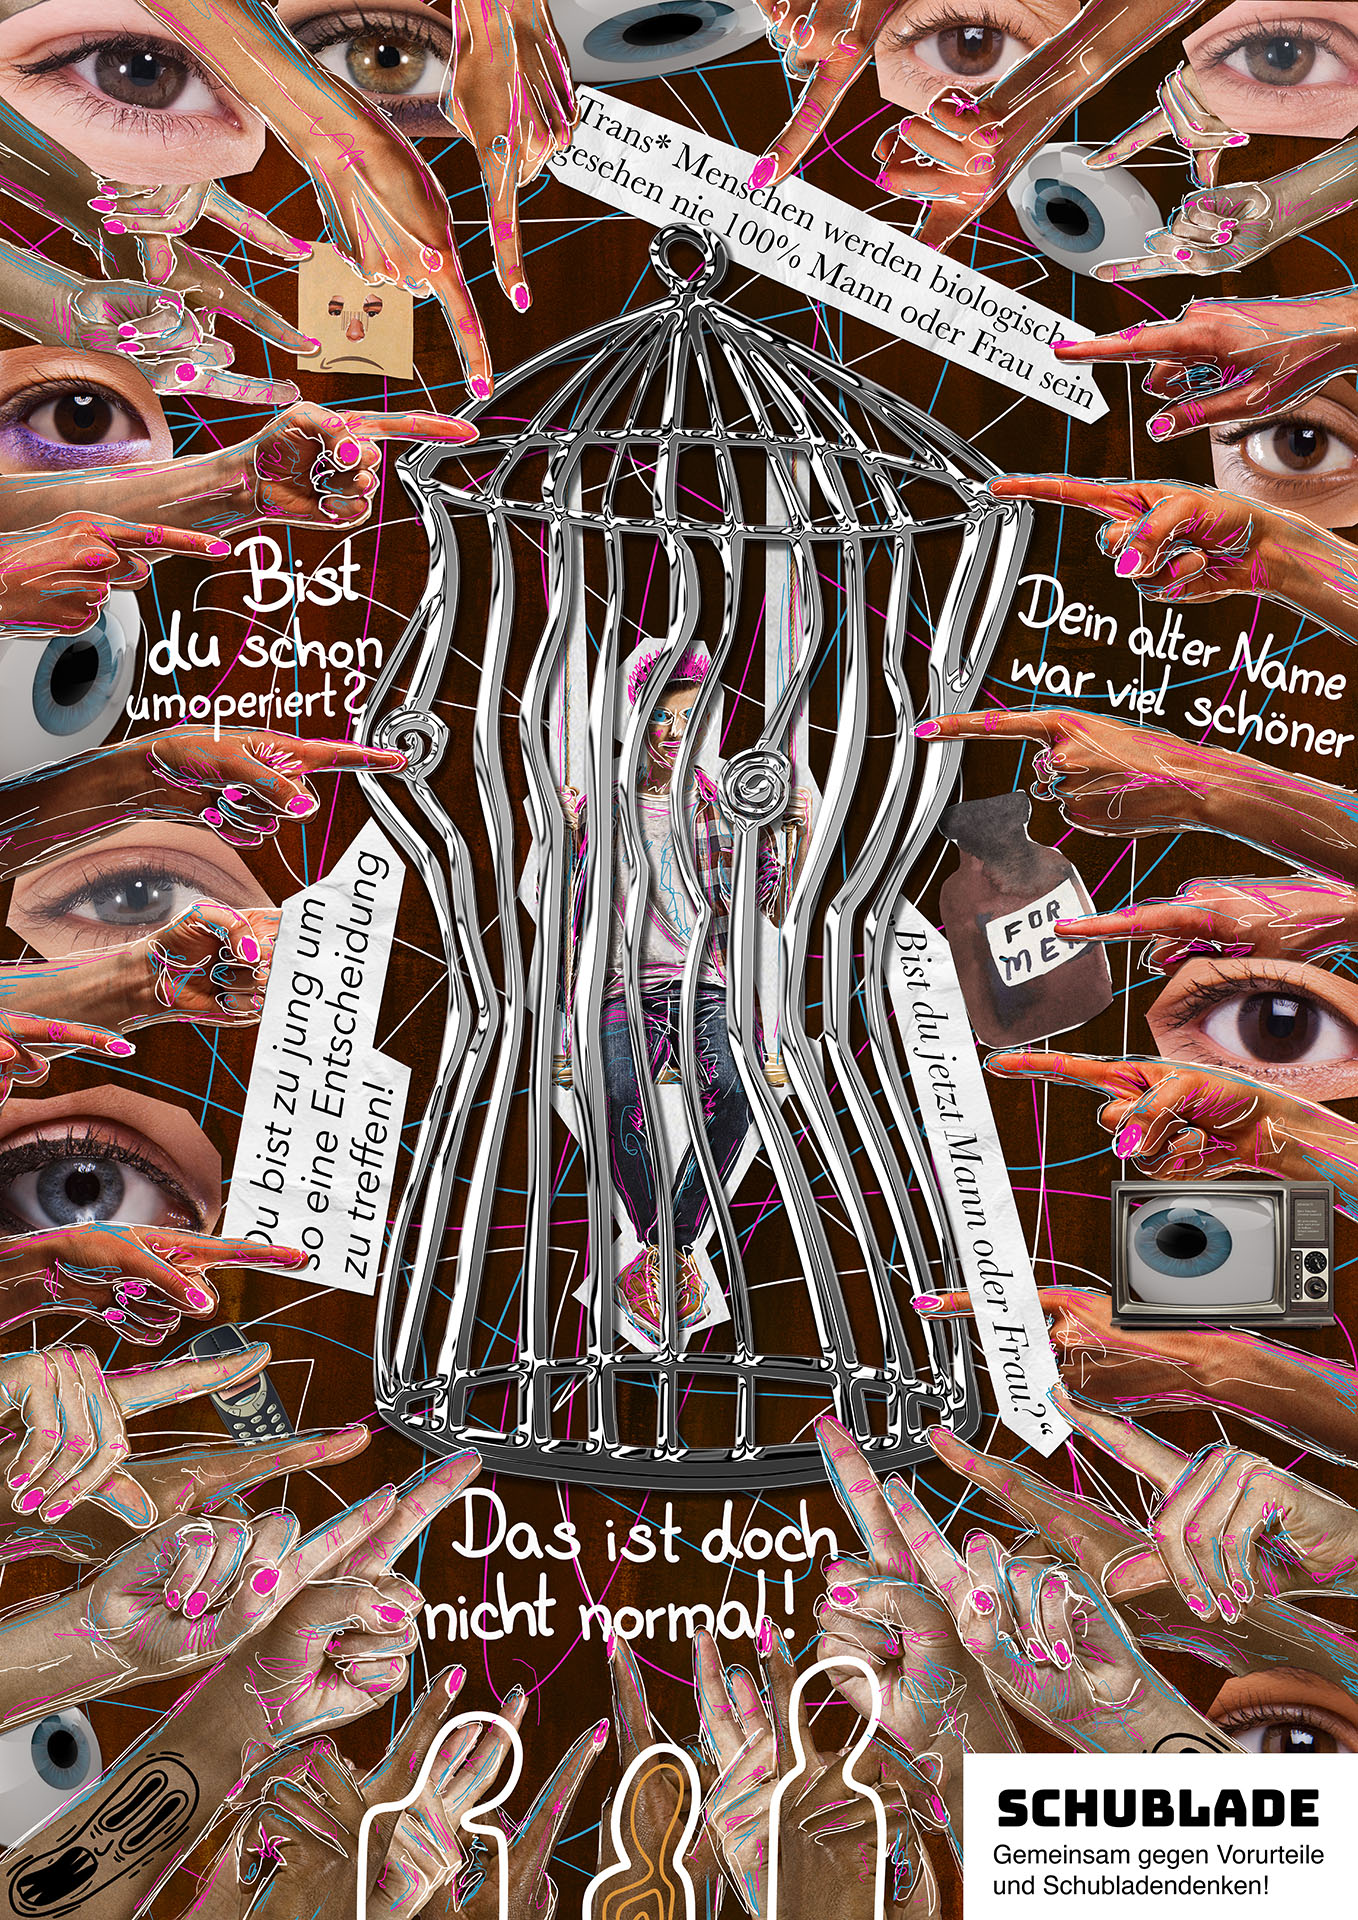 Trans* Menschen werden biologisch
gesehen nie 100% Mann oder Frau sein
Bist
du schon
umoperiert?
Dein alter Name
war viel schöner
FOR
MEN
Du bist zu jung um
so eine Entscheidung
zu treffen!
„Bist du jetzt Mann oder Frau?“
Das ist doch
nicht normal!
SCHUBLADE
Gemeinsam gegen Vorurteile
und Schubladendenken!